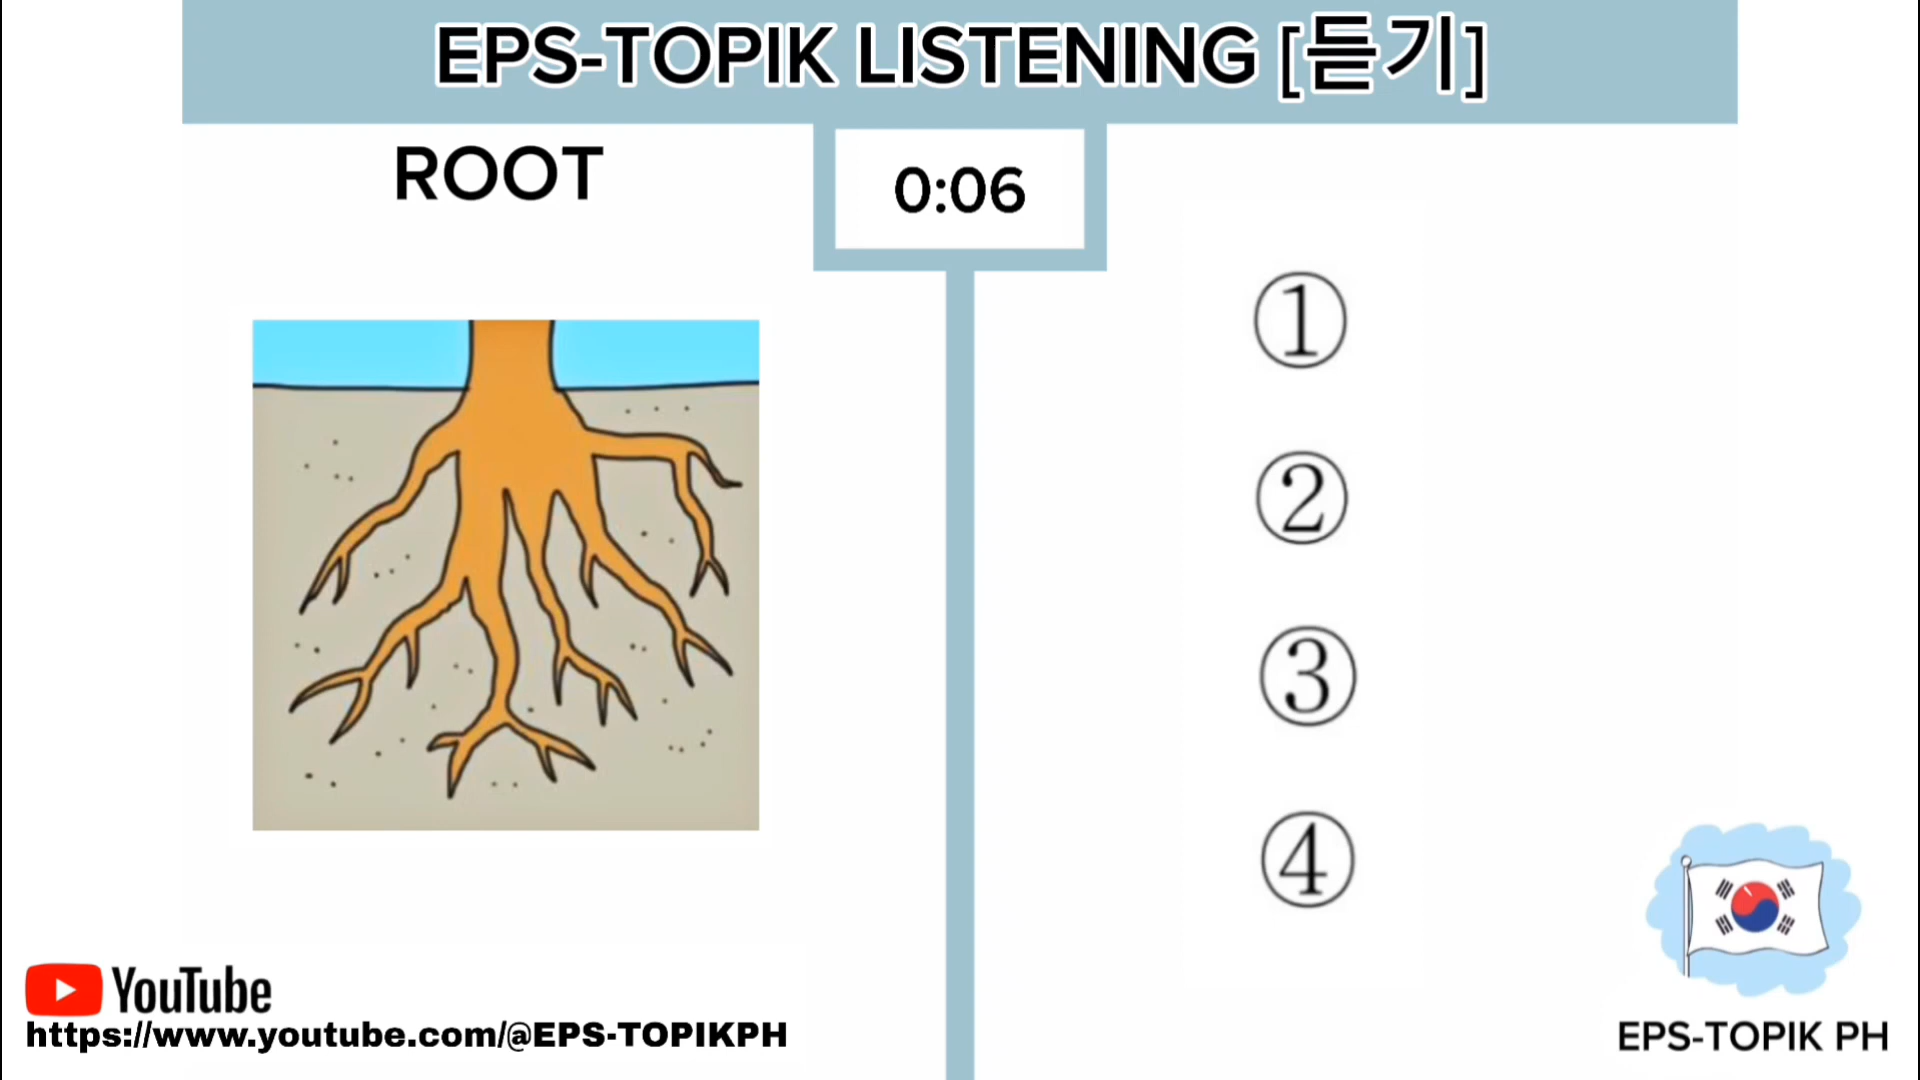 EPS-TOPIK LISTENING [듣기]
ROOT
0:06
①
②
③
④
YouTube
https://www.youtube.com/@EPS-TOPIKPH
EPS-TOPIK PH